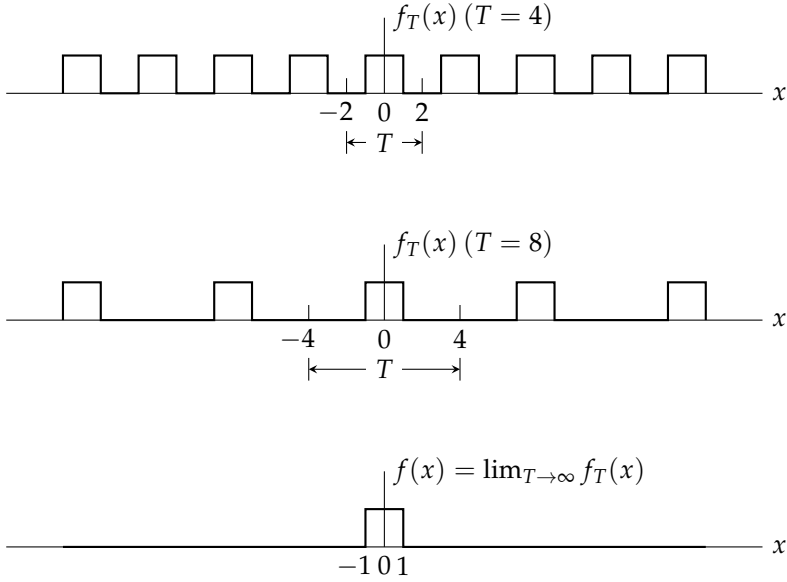 f_T(x) (T = 4)
x
−2 0 2
T
f_T(x) (T = 8)
x
−4 0 4
T
f(x) = lim_{T→∞} f_T(x)
x
−1 0 1